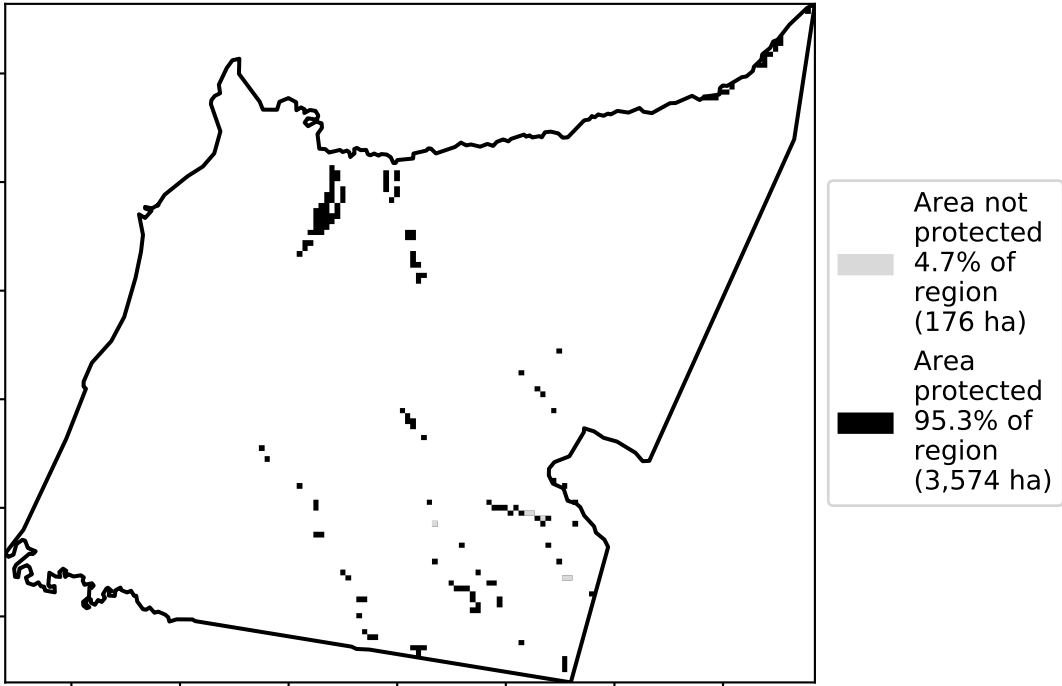 Area not
protected
4.7% of
region
(176 ha)
Area
protected
95.3% of
region
(3,574 ha)